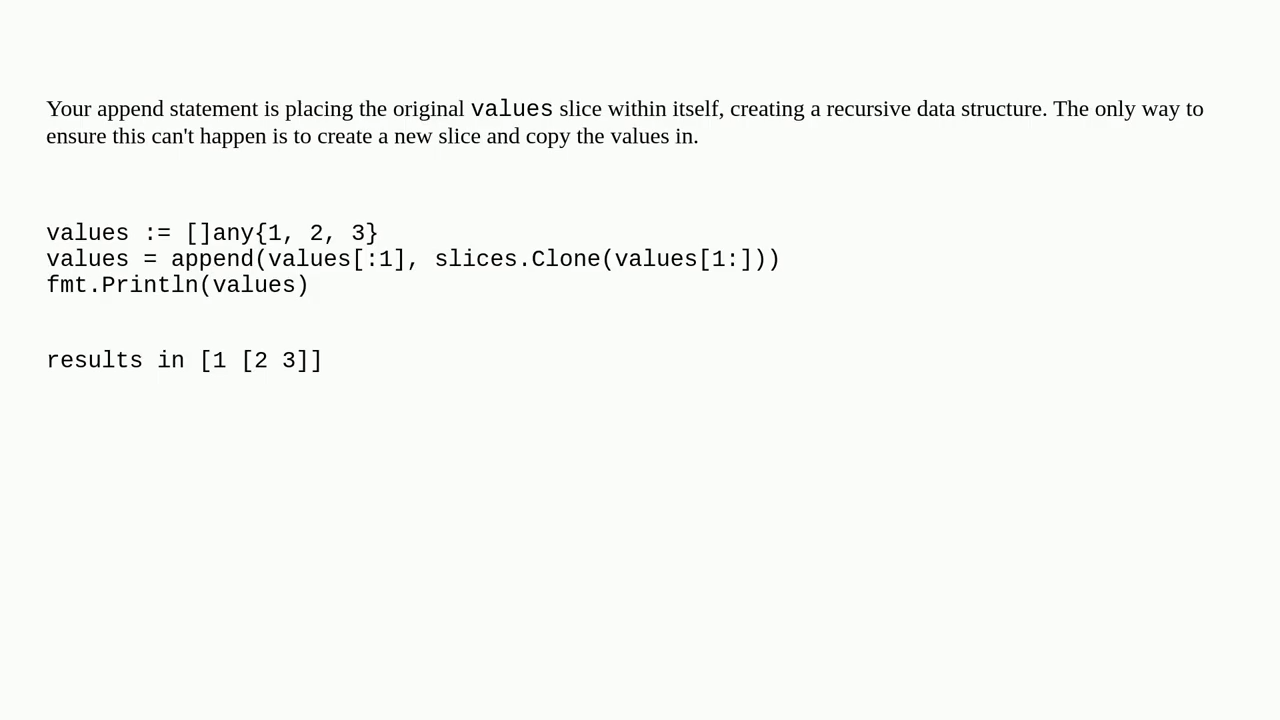 Your append statement is placing the original values slice within itself, creating a recursive data structure. The only way to
ensure this can't happen is to create a new slice and copy the values in.
values := []any{1, 2, 3}
values = append(values[:1], slices.Clone(values[1:]))
fmt.Println(values)
results in [1 [2 3]]